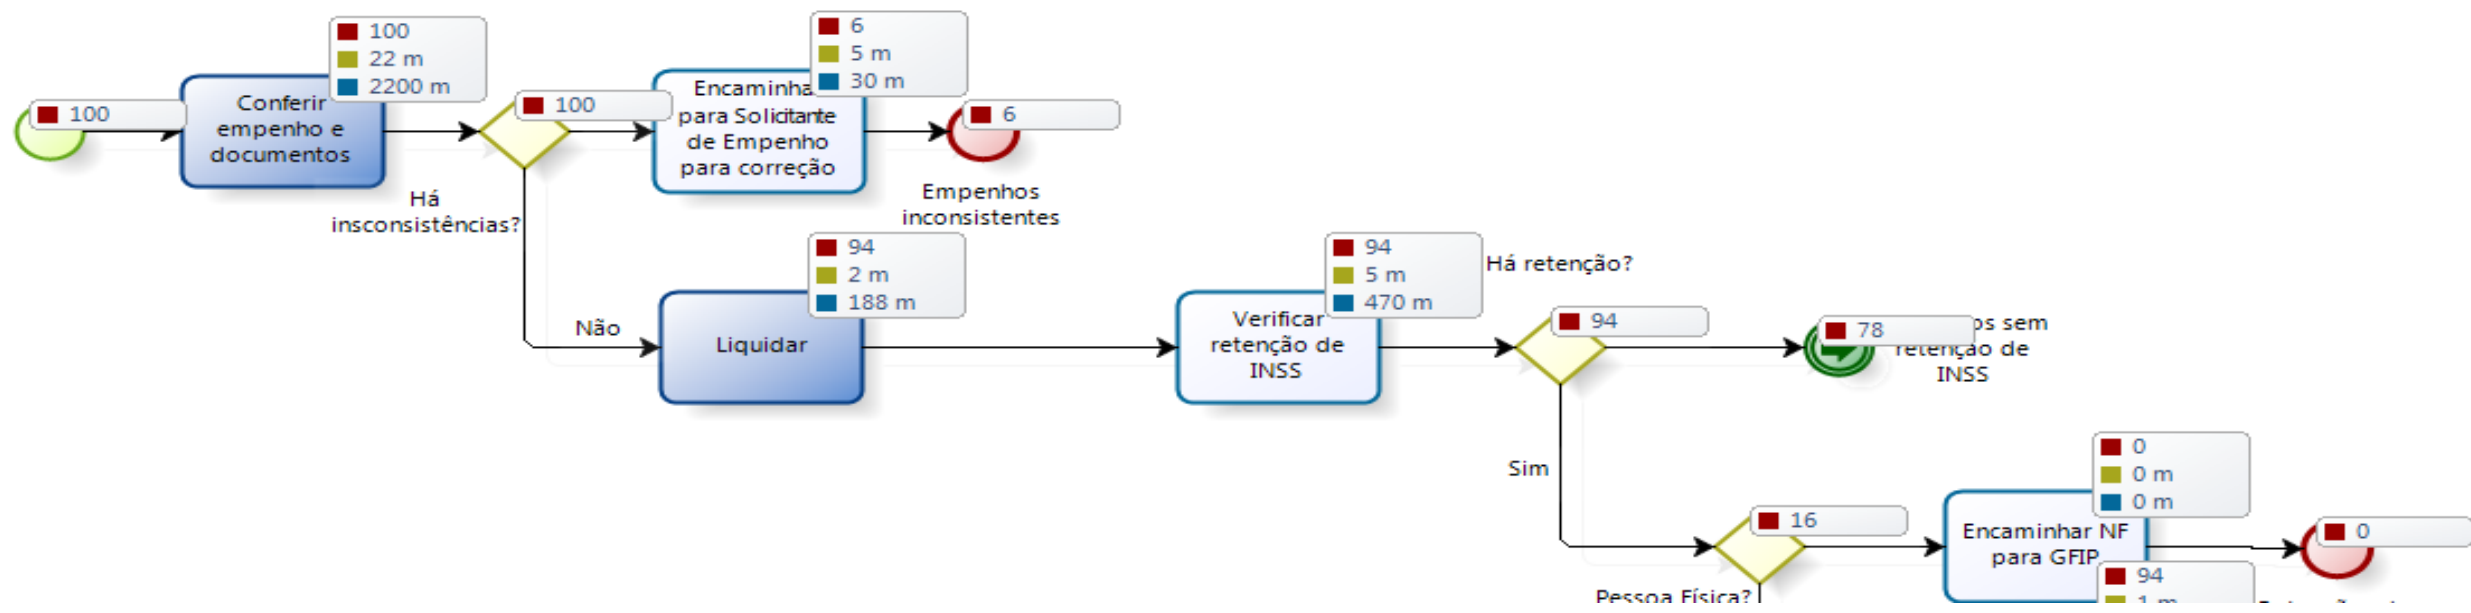 100
Conferir
empenho e
documentos
100
22 m
2200 m
100
Há
insconsistências?
para Solicitante
de Empenho
para correção
6
5 m
30 m
6
Empenhos
inconsistentes
Não
Liquidar
94
2 m
188 m
Verificar
retenção de
INSS
94
5 m
470 m
Há retenção?
94
78
sem
retenção de
INSS
Sim
16
Pessoa Física?
Encaminhar NF
para GFIP
0
0 m
0 m
0
94
1 m